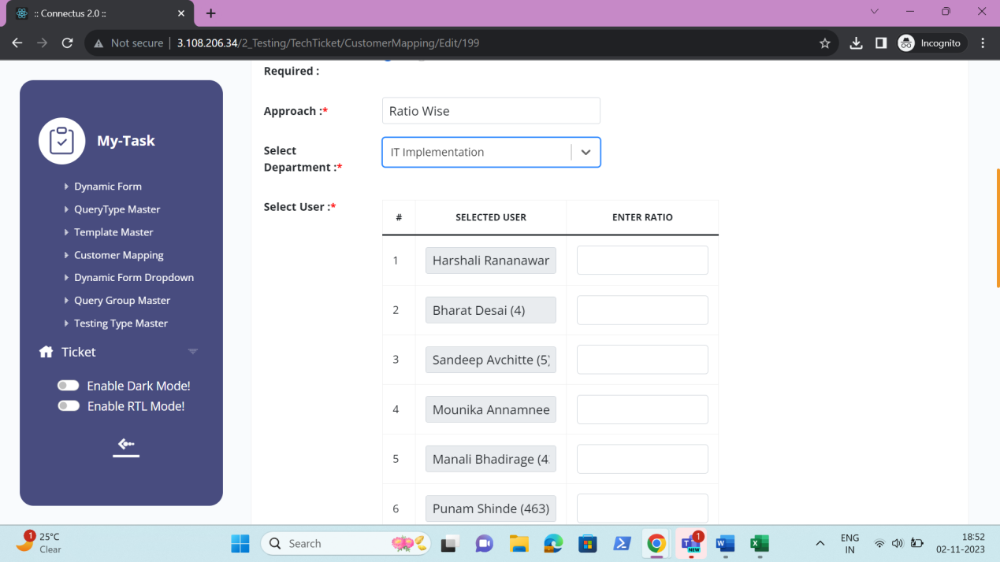 :: Connectus 2.0 ::
Not secure
3.108.206.34/2_Testing/TechTicket/CustomerMapping/Edit/199
Incognito
My-Task
Dynamic Form
QueryType Master
Template Master
Customer Mapping
Dynamic Form Dropdown
Query Group Master
Testing Type Master
Ticket
Enable Dark Mode!
Enable RTL Mode!
Required :
Approach :*
Ratio Wise
Select
Department :*
IT Implementation
Select User :*
# SELECTED USER ENTER RATIO
1 Harshali Rananawar
2 Bharat Desai (4)
3 Sandeep Avchitte (5)
4 Mounika Annamnee
5 Manali Bhadirage (4
6 Punam Shinde (463)
1
25°C
Clear
Search
1
NEW
ENG
IN
18:52
02-11-2023